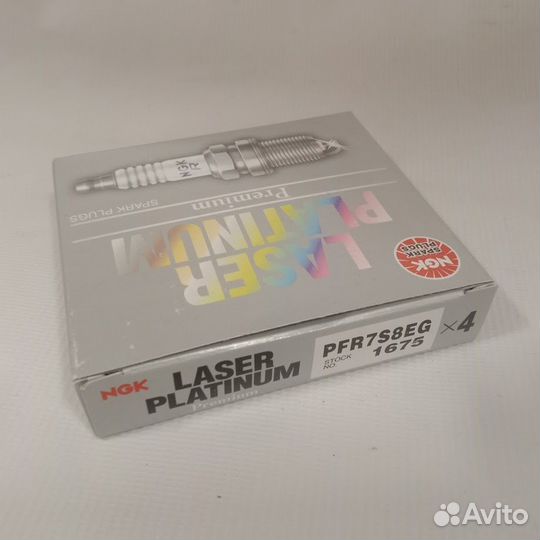 NGK
R
Premium
SPARK PLUGS
LASER
PLATINUM
NGK
SPARK
PLUGS
NGK
LASER
PLATINUM
Premium
PFR7S8EG
STOCK
NO.
1675
×4
Avito